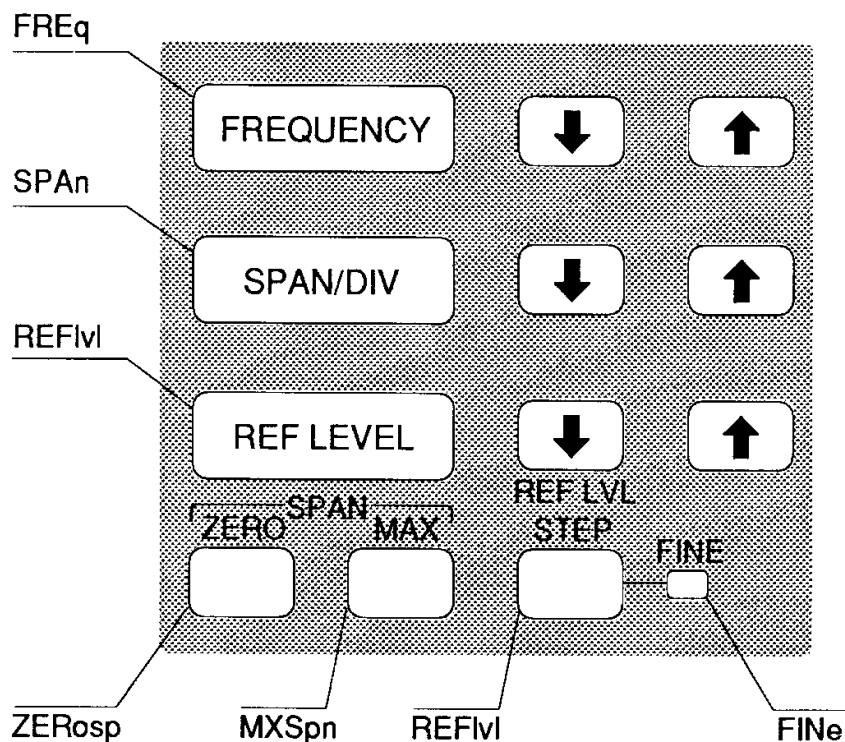 FREq
FREQUENCY
SPAn
SPAN/DIV
REFlvl
REF LEVEL
SPAN
ZERO
MAX
REF LVL
STEP
FINE
ZERosp
MXSpn
REFlvl
FINe